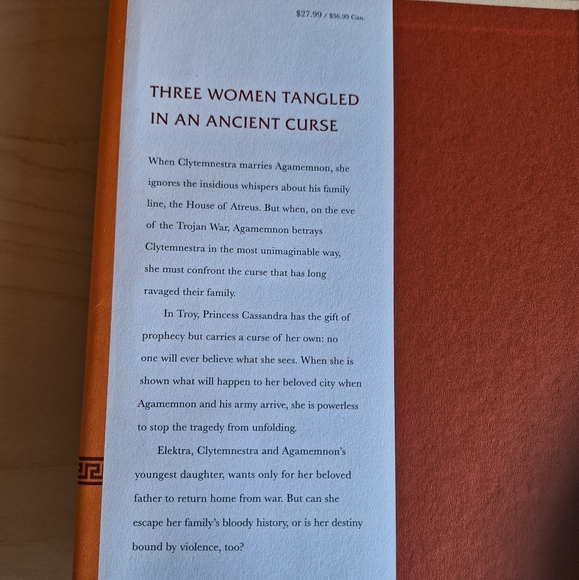 $27.99 / $36.99 Can.
THREE WOMEN TANGLED
IN AN ANCIENT CURSE
When Clytemnestra marries Agamemnon, she
ignores the insidious whispers about his family
line, the House of Atreus. But when, on the eve
of the Trojan War, Agamemnon betrays
Clytemnestra in the most unimaginable way,
she must confront the curse that has long
ravaged their family.
In Troy, Princess Cassandra has the gift of
prophecy but carries a curse of her own: no
one will ever believe what she sees. When she is
shown what will happen to her beloved city when
Agamemnon and his army arrive, she is powerless
to stop the tragedy from unfolding.
Elektra, Clytemnestra and Agamemnon’s
youngest daughter, wants only for her beloved
father to return home from war. But can she
escape her family’s bloody history, or is her destiny
bound by violence, too?